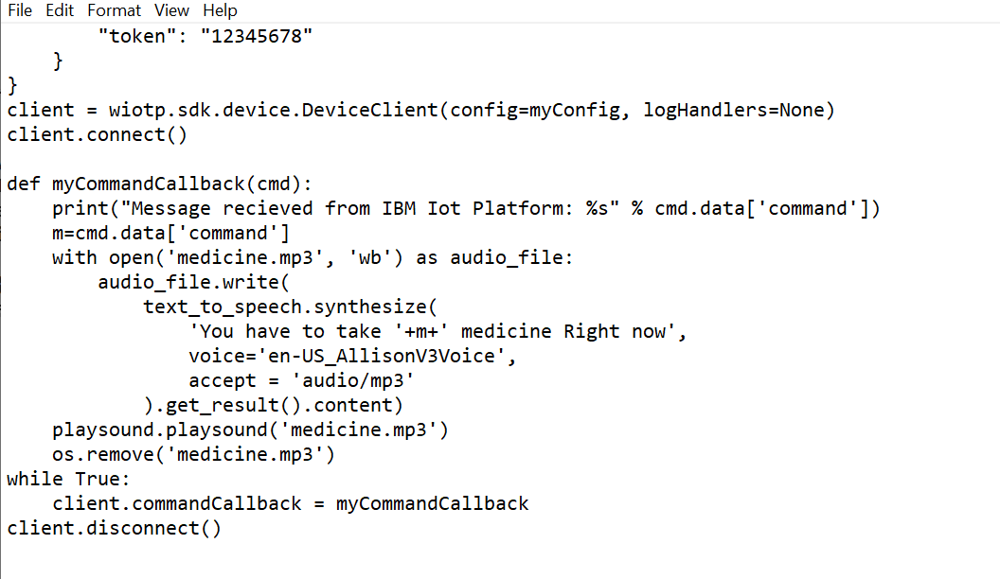 File Edit Format View Help
        "token": "12345678"
    }
}
client = wiotp.sdk.device.DeviceClient(config=myConfig, logHandlers=None)
client.connect()

def myCommandCallback(cmd):
    print("Message recieved from IBM Iot Platform: %s" % cmd.data['command'])
    m=cmd.data['command']
    with open('medicine.mp3', 'wb') as audio_file:
        audio_file.write(
            text_to_speech.synthesize(
                'You have to take '+m+' medicine Right now',
                voice='en-US_AllisonV3Voice',
                accept = 'audio/mp3'
            ).get_result().content)
    playsound.playsound('medicine.mp3')
    os.remove('medicine.mp3')
while True:
    client.commandCallback = myCommandCallback
client.disconnect()